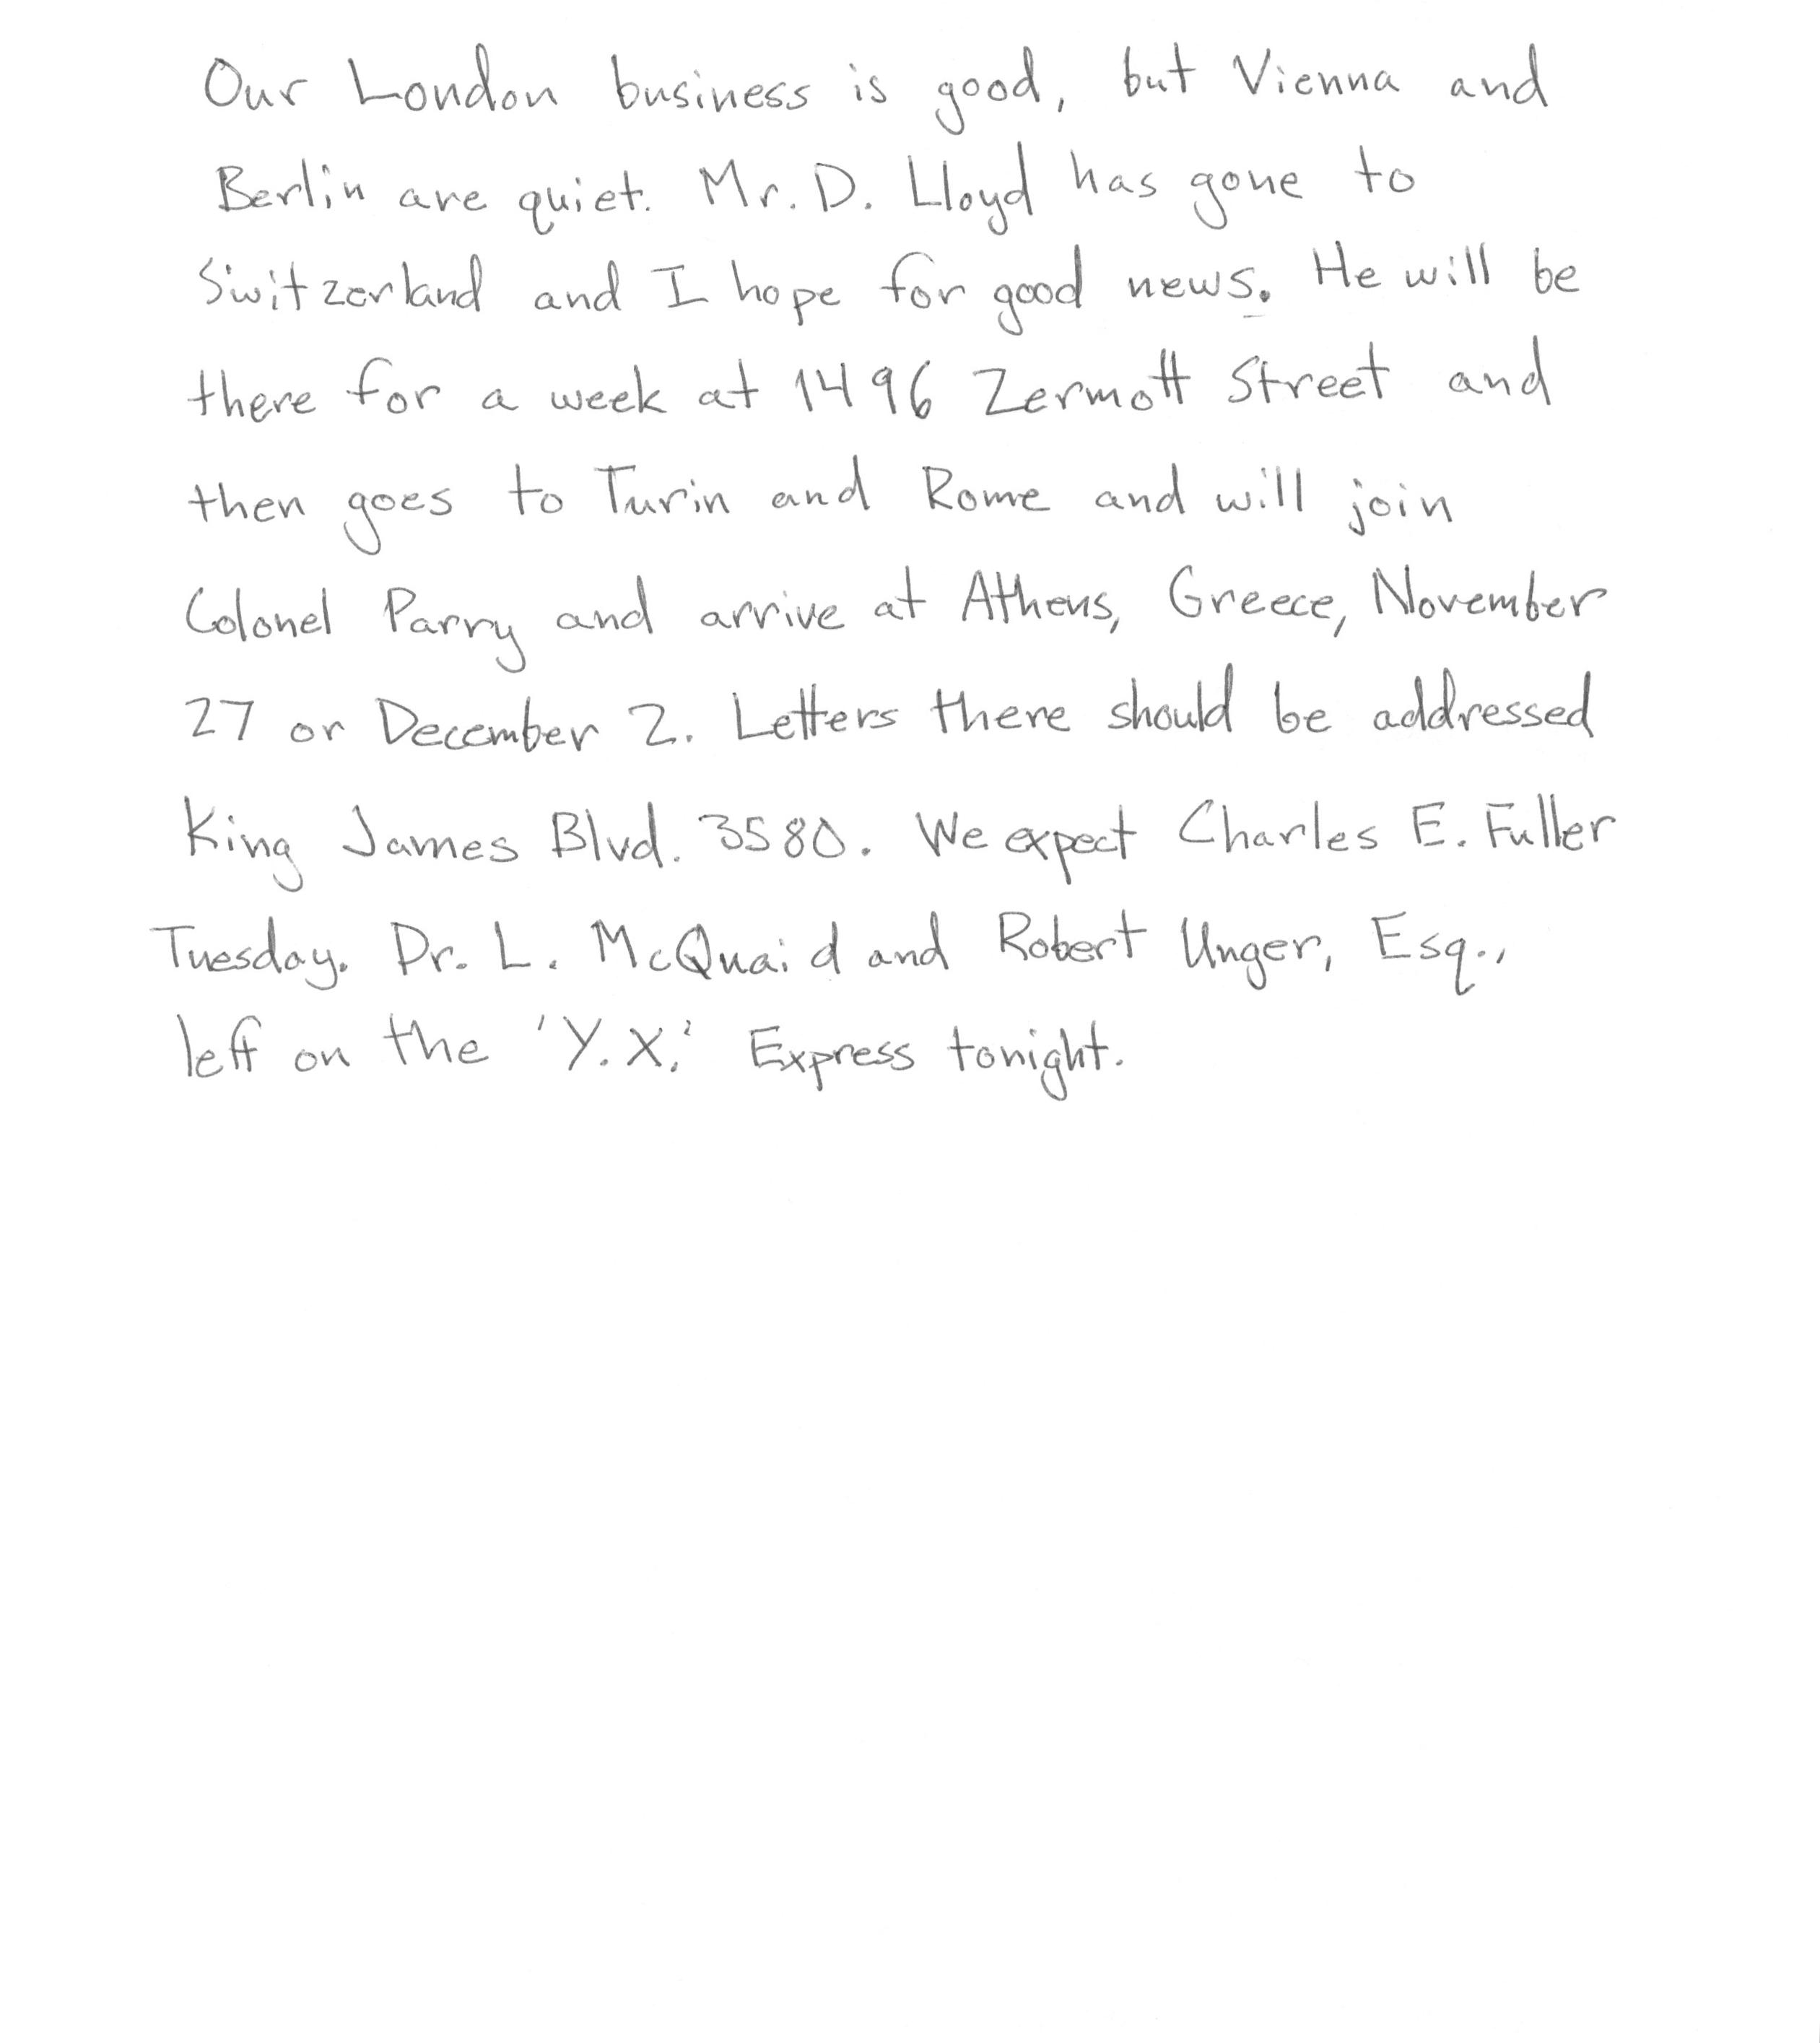 Our London business is good, but Vienna and
Berlin are quiet. Mr. D. Lloyd has gone to
Switzerland and I hope for good news. He will be
there for a week at 1496 Zermott Street and
then goes to Turin and Rome and will join
Colonel Parry and arrive at Athens, Greece, November
27 or December 2. Letters there should be addressed
King James Blvd. 3580. We expect Charles E. Fuller
Tuesday. Dr. L. McQuaid and Robert Unger, Esq.,
left on the 'Y.X.' Express tonight.